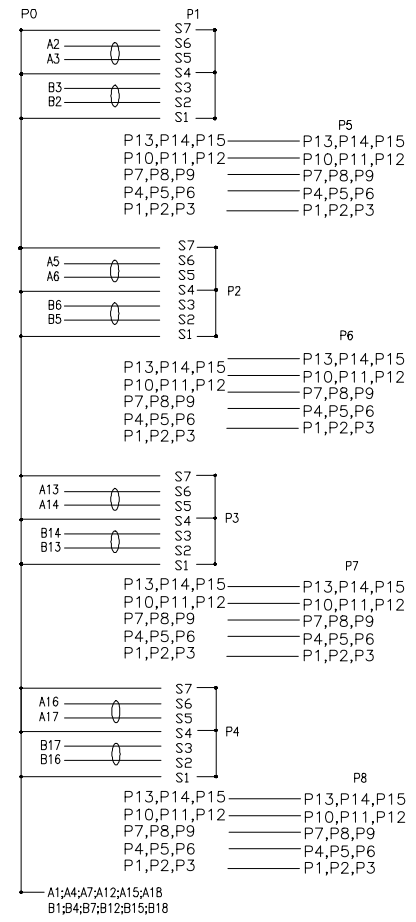 P0 P1
S7
A2 S6
A3 S5
S4
B3 S3
B2 S2
S1
P5
P13,P14,P15 P13,P14,P15
P10,P11,P12 P10,P11,P12
P7,P8,P9 P7,P8,P9
P4,P5,P6 P4,P5,P6
P1,P2,P3 P1,P2,P3
S7
A5 S6
A6 S5
S4 P2
B6 S3
B5 S2
S1
P6
P13,P14,P15 P13,P14,P15
P10,P11,P12 P10,P11,P12
P7,P8,P9 P7,P8,P9
P4,P5,P6 P4,P5,P6
P1,P2,P3 P1,P2,P3
S7
A13 S6
A14 S5
S4 P3
B14 S3
B13 S2
S1
P7
P13,P14,P15 P13,P14,P15
P10,P11,P12 P10,P11,P12
P7,P8,P9 P7,P8,P9
P4,P5,P6 P4,P5,P6
P1,P2,P3 P1,P2,P3
S7
A16 S6
A17 S5
S4 P4
B17 S3
B16 S2
S1
P8
P13,P14,P15 P13,P14,P15
P10,P11,P12 P10,P11,P12
P7,P8,P9 P7,P8,P9
P4,P5,P6 P4,P5,P6
P1,P2,P3 P1,P2,P3
A1;A4;A7;A12;A15;A18
B1;B4;B7;B12;B15;B18